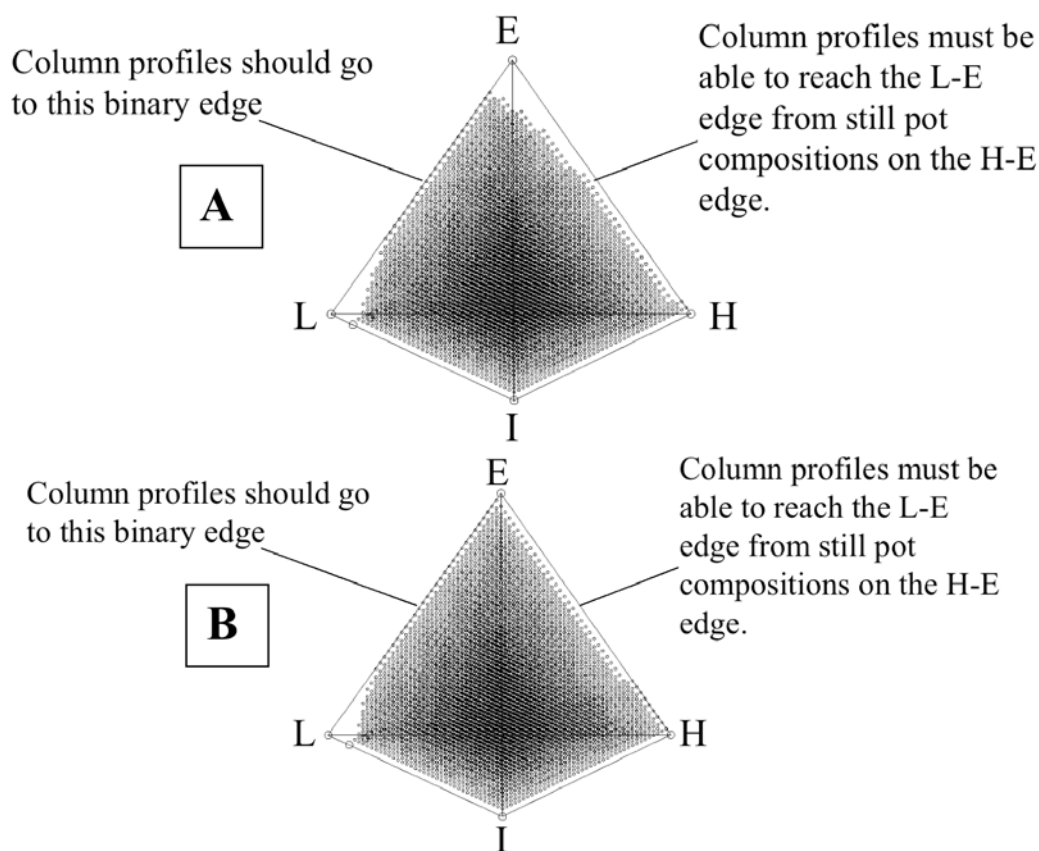 E
Column profiles should go
to this binary edge
Column profiles must be
able to reach the L-E
edge from still pot
compositions on the H-E
edge.
A
L
H
I
E
Column profiles should go
to this binary edge
Column profiles must be
able to reach the L-E
edge from still pot
compositions on the H-E
edge.
B
L
H
I